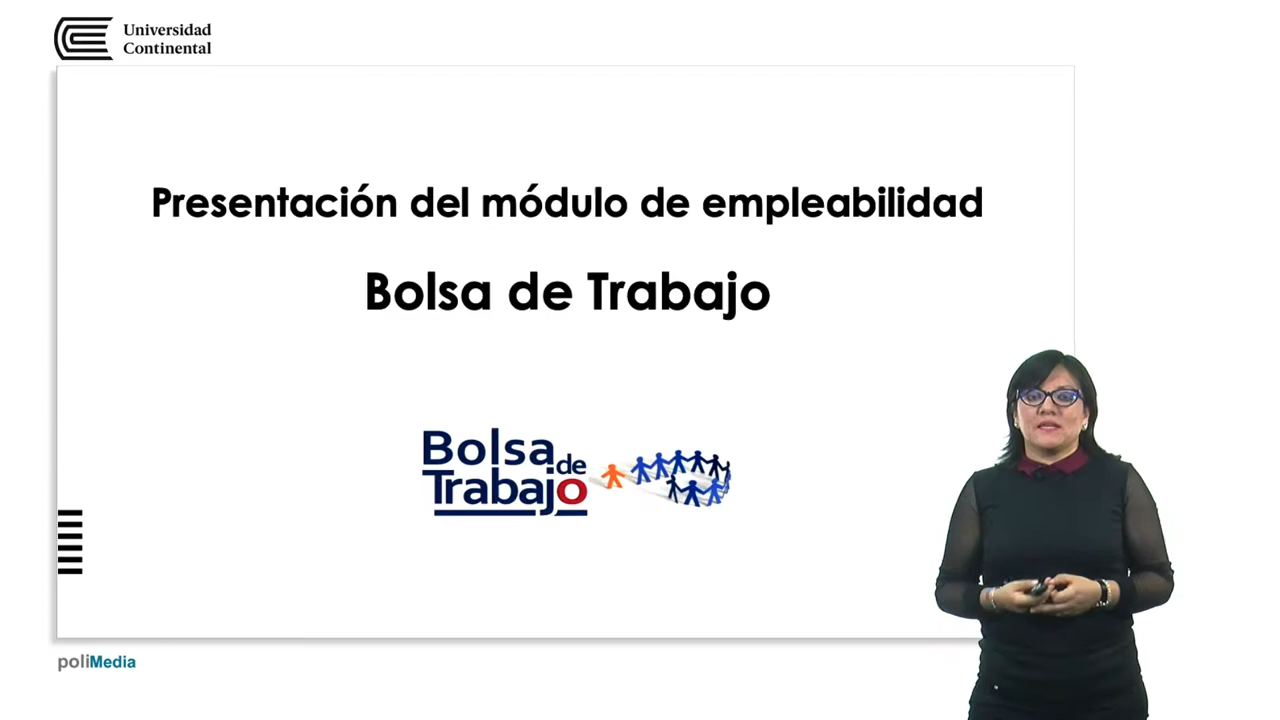 Universidad
Continental
Presentación del módulo de empleabilidad
Bolsa de Trabajo
Bolsa de
Trabajo
poliMedia